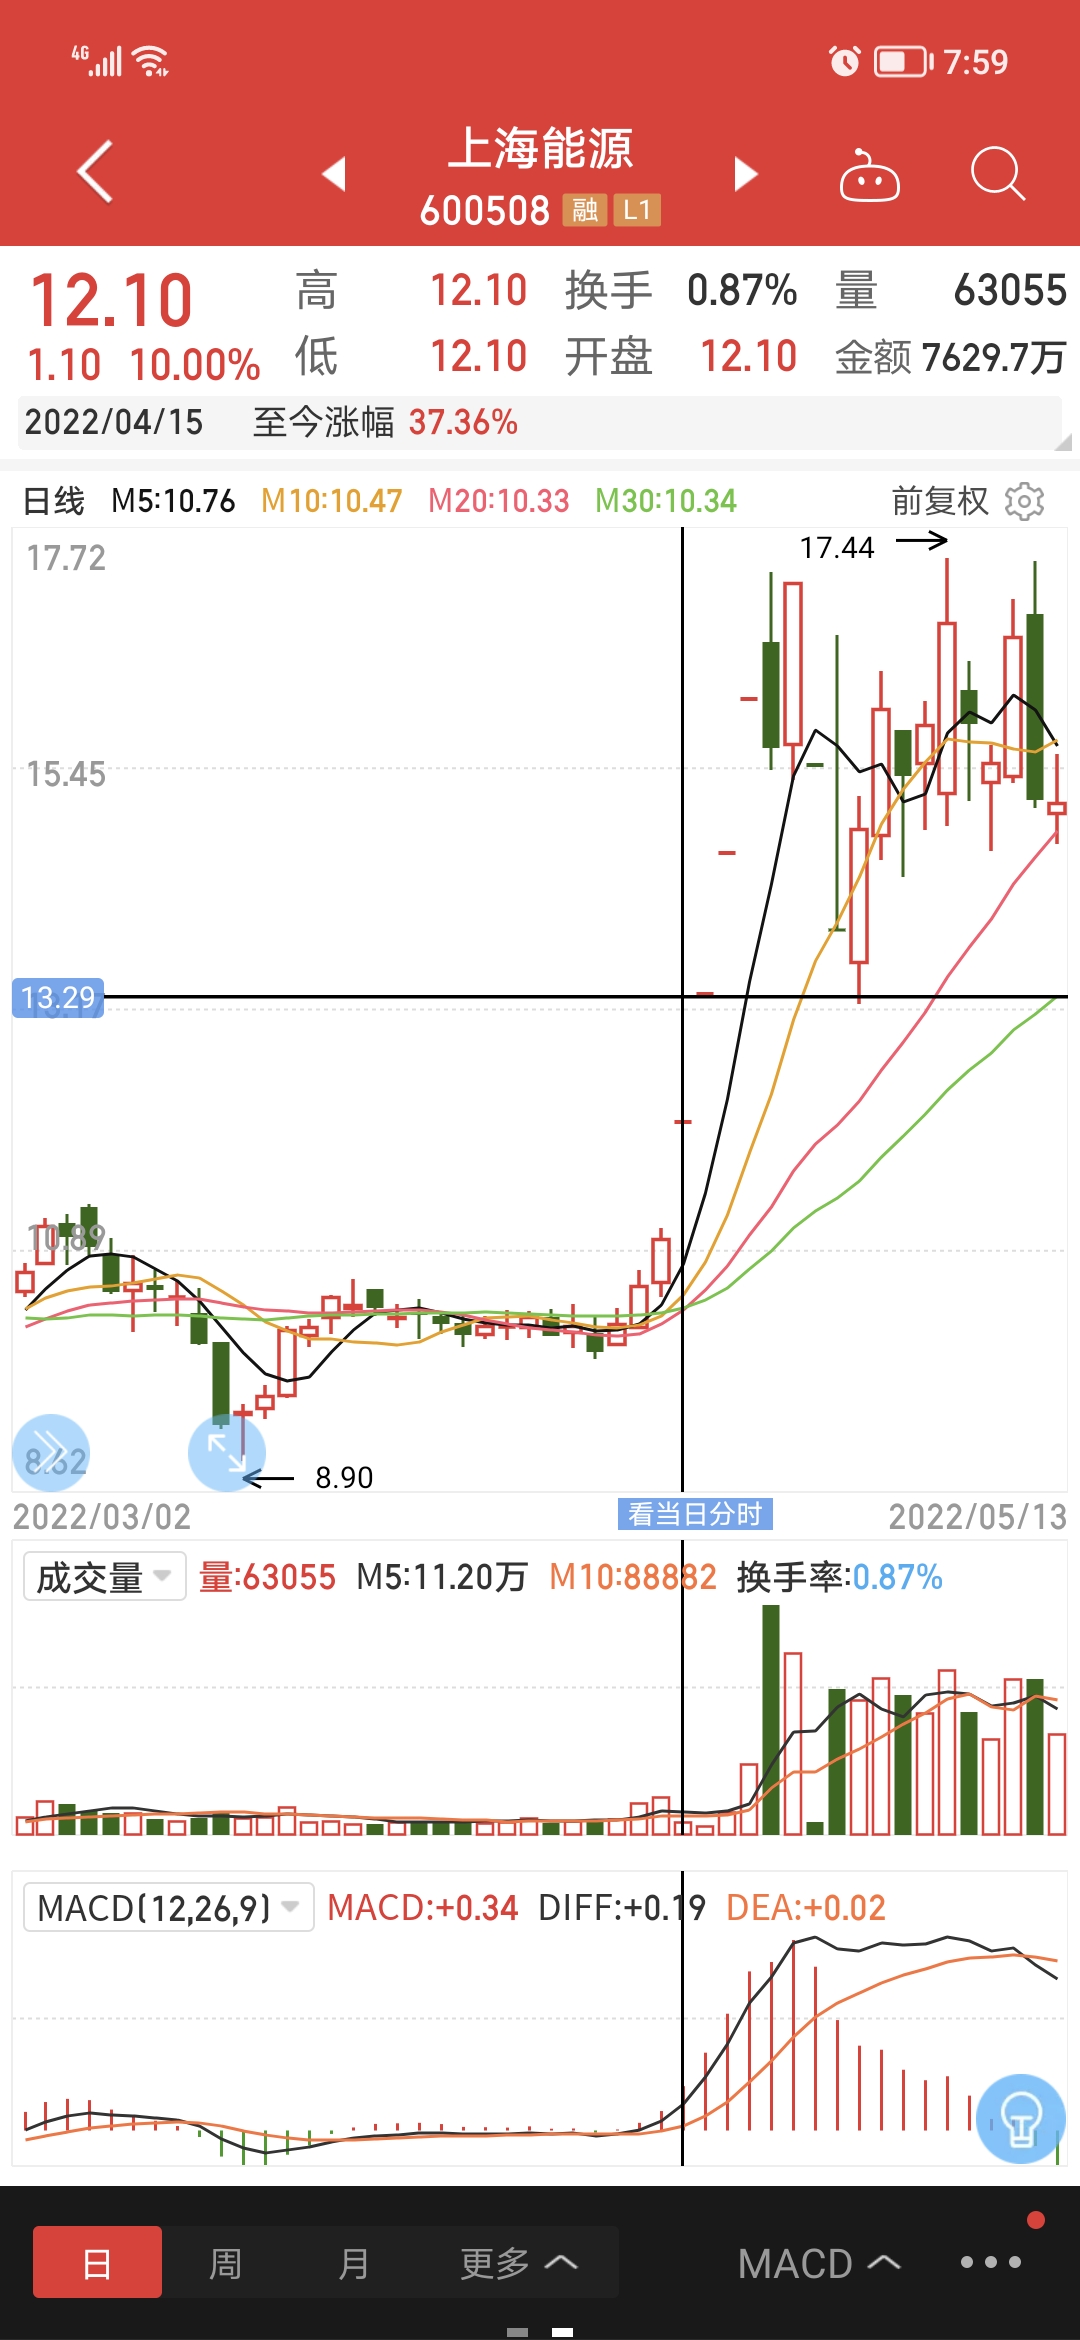 4G 7:59
上海能源
600508 融 L1
12.10 高 12.10 换手 0.87% 量 63055
1.10 10.00% 低 12.10 开盘 12.10 金额 7629.7万
2022/04/15 至今涨幅 37.36%
日线 M5:10.76 M10:10.47 M20:10.33 M30:10.34 前复权
17.72
17.44
15.45
13.29
13.17
10.89
8.62
8.90
2022/03/02 看当日分时 2022/05/13
成交量 量:63055 M5:11.20万 M10:88882 换手率:0.87%
MACD(12,26,9) MACD:+0.34 DIFF:+0.19 DEA:+0.02
日 周 月 更多 MACD